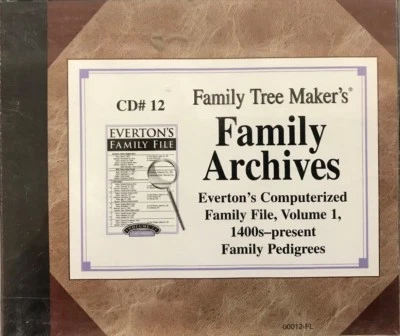 CD# 12
EVERTON'S
FAMILY FILE
Family Tree Maker's®
Family
Archives
Everton's Computerized
Family File, Volume 1,
1400s–present
Family Pedigrees
00012-FL